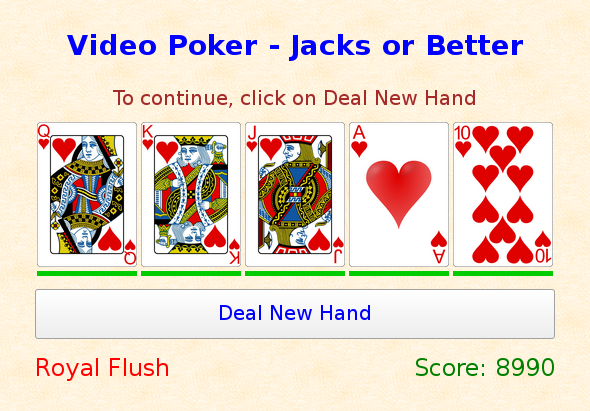 Video Poker - Jacks or Better
To continue, click on Deal New Hand
Q K J A 10
Q K J A 10
Deal New Hand
Royal Flush Score: 8990